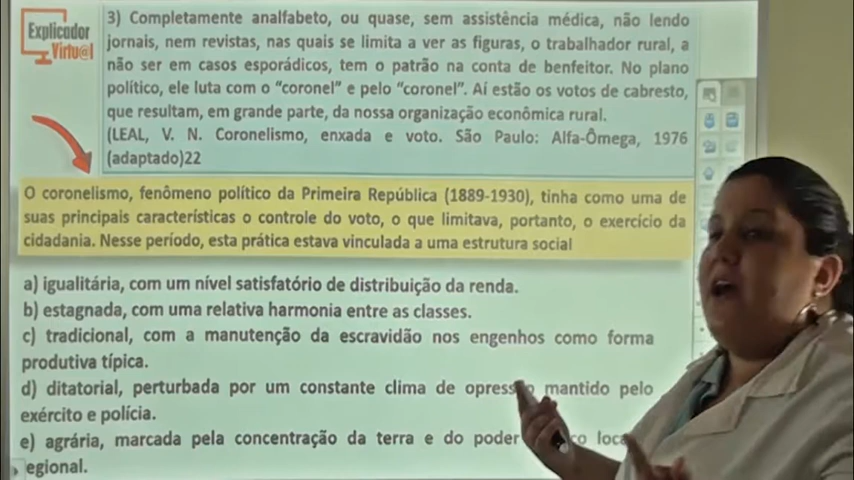 Explicador
Virtu@l
3) Completamente analfabeto, ou quase, sem assistência médica, não lendo
jornais, nem revistas, nas quais se limita a ver as figuras, o trabalhador rural, a
não ser em casos esporádicos, tem o patrão na conta de benfeitor. No plano
político, ele luta com o “coronel” e pelo “coronel”. Aí estão os votos de cabresto,
que resultam, em grande parte, da nossa organização econômica rural.
(LEAL, V. N. Coronelismo, enxada e voto. São Paulo: Alfa-Ômega, 1976
(adaptado)22
O coronelismo, fenômeno político da Primeira República (1889-1930), tinha como uma de
suas principais características o controle do voto, o que limitava, portanto, o exercício da
cidadania. Nesse período, esta prática estava vinculada a uma estrutura social
a) igualitária, com um nível satisfatório de distribuição da renda.
b) estagnada, com uma relativa harmonia entre as classes.
c) tradicional, com a manutenção da escravidão nos engenhos como forma
produtiva típica.
d) ditatorial, perturbada por um constante clima de mantido pelo
exército e polícia.
e) agrária, marcada pela concentração da terra e do poder
egional.